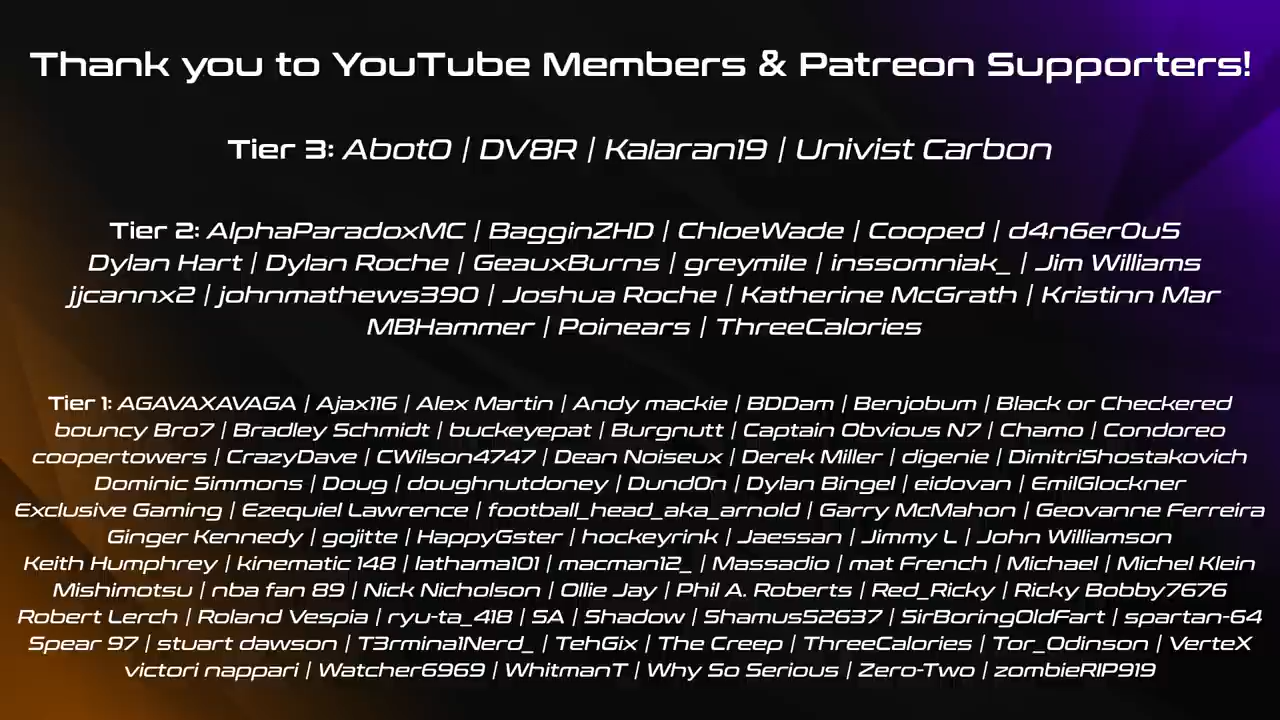 Thank you to YouTube Members & Patreon Supporters!
Tier 3: Abot0 | DV8R | Kalaran19 | Univist Carbon
Tier 2: AlphaParadoxMC | BagginZHD | ChloeWade | Cooped | d4n6er0u5
Dylan Hart | Dylan Roche | GeauxBurns | greymile | inssomniak_ | Jim Williams
jjcannx2 | johnmathews390 | Joshua Roche | Katherine McGrath | Kristinn Mar
MBHammer | Poinears | ThreeCalories
Tier 1: AGAVAXAVAGA | Ajax116 | Alex Martin | Andy mackie | BDDam | Benjobum | Black or Checkered
bouncy Bro7 | Bradley Schmidt | buckeyepat | Burgnutt | Captain Obvious N7 | Chamo | Condoreo
coopertowers | CrazyDave | CWilson4747 | Dean Noiseux | Derek Miller | digenie | DimitriShostakovich
Dominic Simmons | Doug | doughnutdoney | Dund0n | Dylan Bingel | eidovan | EmilGlockner
Exclusive Gaming | Ezequiel Lawrence | football_head_aka_arnold | Garry McMahon | Geovanne Ferreira
Ginger Kennedy | gojitte | HappyGster | hockeyrink | Jaessan | Jimmy L | John Williamson
Keith Humphrey | kinematic 148 | lathama101 | macman12_ | Massadio | mat French | Michael | Michel Klein
Mishimotsu | nba fan 89 | Nick Nicholson | Ollie Jay | Phil A. Roberts | Red_Ricky | Ricky Bobby7676
Robert Lerch | Roland Vespia | ryu-ta_418 | SA | Shadow | Shamus52637 | SirBoringOldFart | spartan-64
Spear 97 | stuart dawson | T3rmina1Nerd_ | TehGix | The Creep | ThreeCalories | Tor_Odinson | VerteX
victori nappari | Watcher6969 | WhitmanT | Why So Serious | Zero-Two | zombieRIP919